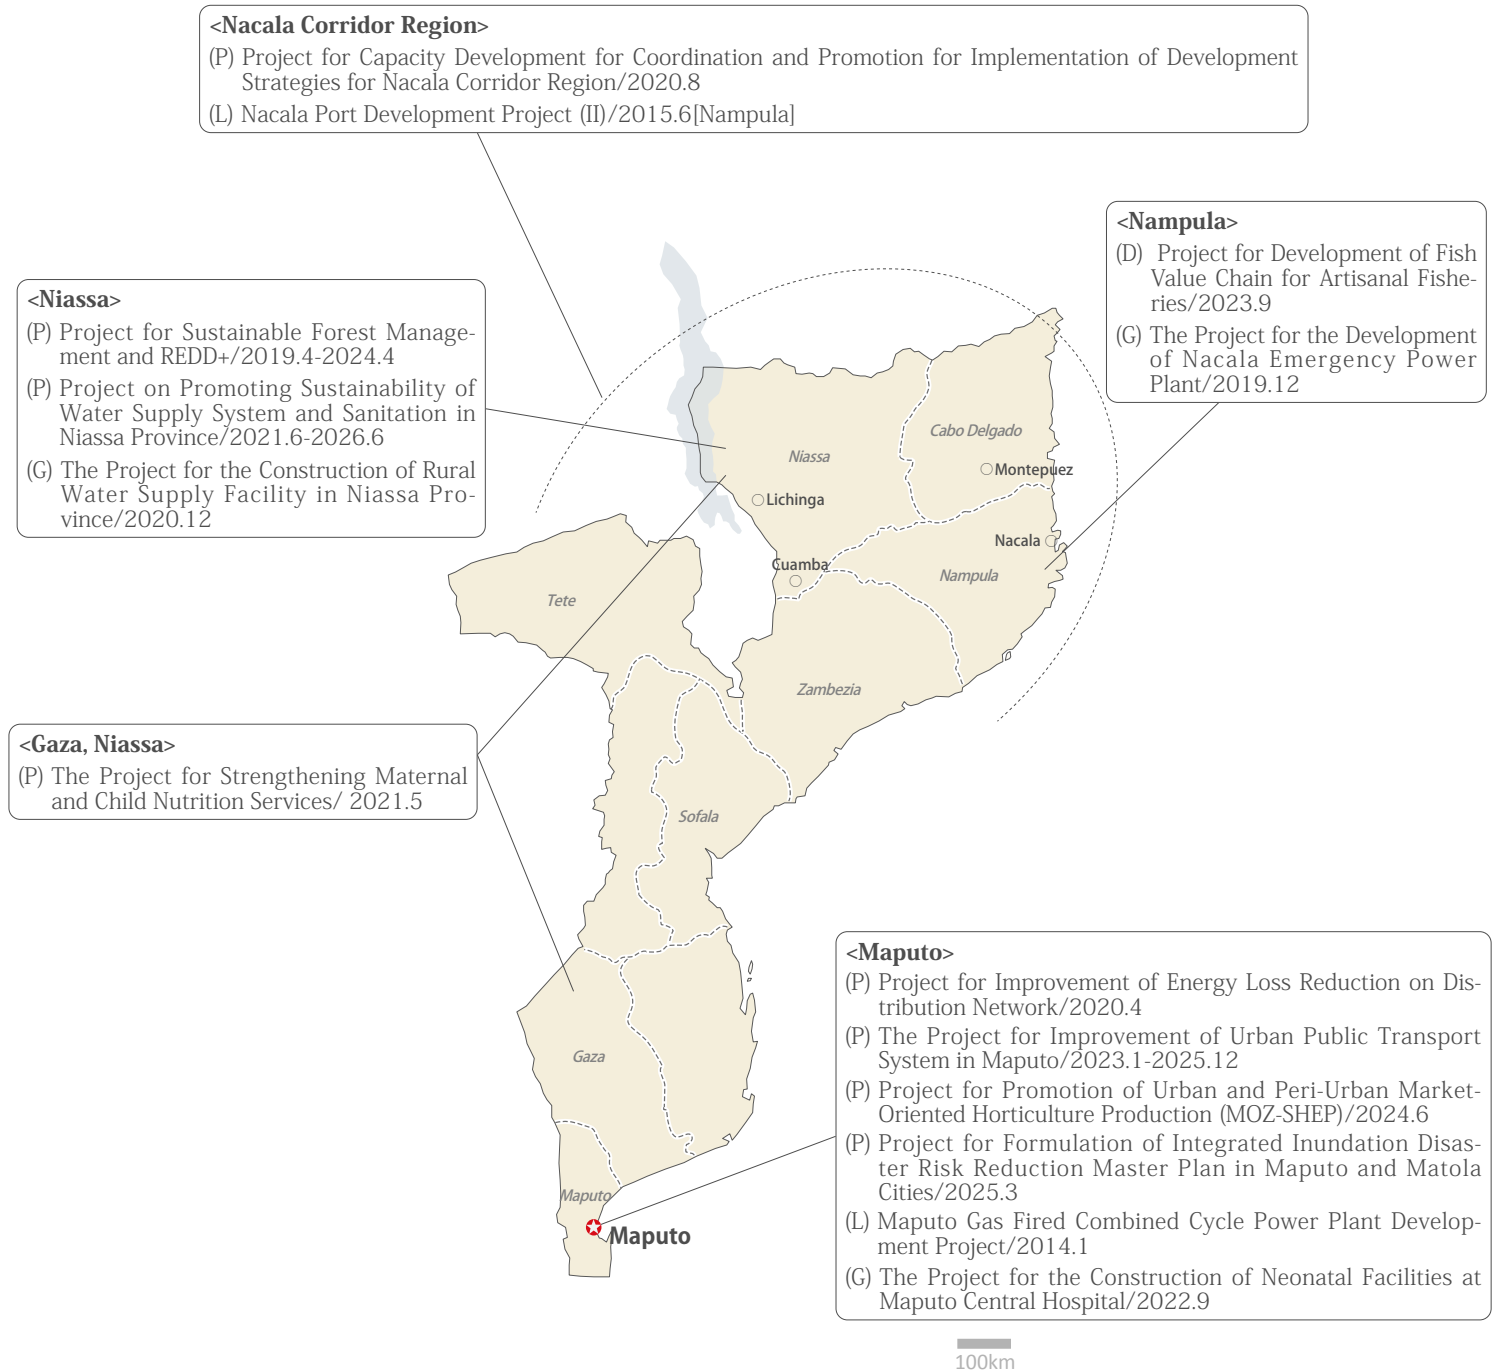 <Nacala Corridor Region>
(P) Project for Capacity Development for Coordination and Promotion for Implementation of Development
Strategies for Nacala Corridor Region/2020.8
(L) Nacala Port Development Project (II)/2015.6[Nampula]
<Nampula>
(D) Project for Development of Fish
Value Chain for Artisanal Fishe-
ries/2023.9
(G) The Project for the Development
of Nacala Emergency Power
Plant/2019.12
<Niassa>
(P) Project for Sustainable Forest Manage-
ment and REDD+/2019.4-2024.4
(P) Project on Promoting Sustainability of
Water Supply System and Sanitation in
Niassa Province/2021.6-2026.6
(G) The Project for the Construction of Rural
Water Supply Facility in Niassa Pro-
vince/2020.12
Cabo Delgado
Niassa
Montepuez
Lichinga
Nacala
Cuamba
Nampula
Tete
Zambezia
<Gaza, Niassa>
(P) The Project for Strengthening Maternal
and Child Nutrition Services/ 2021.5
Sofala
Gaza
Maputo
Maputo
<Maputo>
(P) Project for Improvement of Energy Loss Reduction on Dis-
tribution Network/2020.4
(P) The Project for Improvement of Urban Public Transport
System in Maputo/2023.1-2025.12
(P) Project for Promotion of Urban and Peri-Urban Market-
Oriented Horticulture Production (MOZ-SHEP)/2024.6
(P) Project for Formulation of Integrated Inundation Disas-
ter Risk Reduction Master Plan in Maputo and Matola
Cities/2025.3
(L) Maputo Gas Fired Combined Cycle Power Plant Develop-
ment Project/2014.1
(G) The Project for the Construction of Neonatal Facilities at
Maputo Central Hospital/2022.9
100km